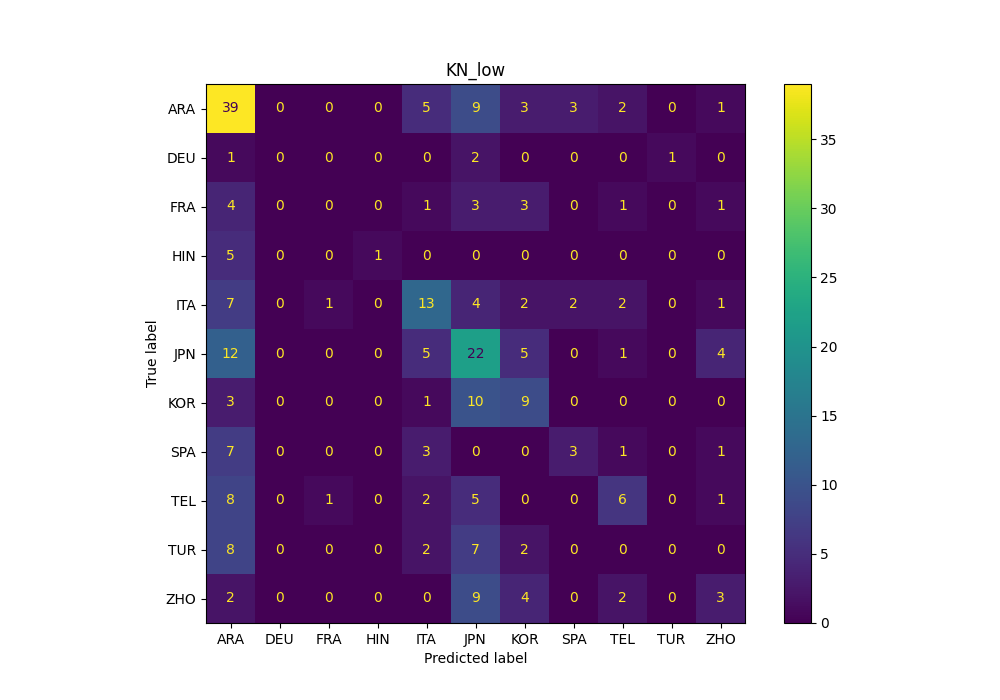 KN_low
ARA 39 0 0 0 5 9 3 3 2 0 1
DEU 1 0 0 0 0 2 0 0 0 1 0
FRA 4 0 0 0 1 3 3 0 1 0 1
HIN 5 0 0 1 0 0 0 0 0 0 0
ITA 7 0 1 0 13 4 2 2 2 0 1
JPN 12 0 0 0 5 22 5 0 1 0 4
KOR 3 0 0 0 1 10 9 0 0 0 0
SPA 7 0 0 0 3 0 0 3 1 0 1
TEL 8 0 1 0 2 5 0 0 6 0 1
TUR 8 0 0 0 2 7 2 0 0 0 0
ZHO 2 0 0 0 0 9 4 0 2 0 3
ARA DEU FRA HIN ITA JPN KOR SPA TEL TUR ZHO
Predicted label
True label
35
30
25
20
15
10
5
0